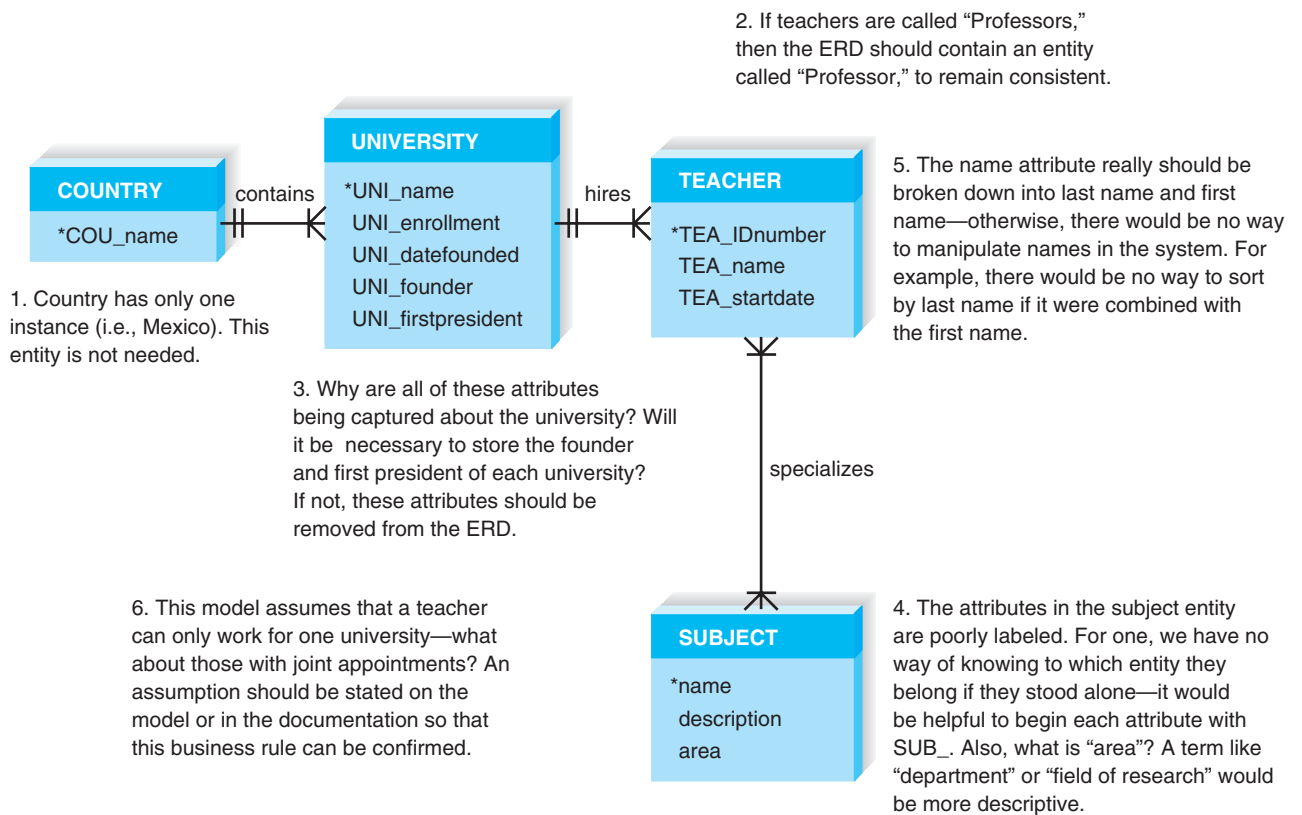 2. If teachers are called “Professors,”
then the ERD should contain an entity
called “Professor,” to remain consistent.
COUNTRY
*COU_name
contains
UNIVERSITY
*UNI_name
UNI_enrollment
UNI_datefounded
UNI_founder
UNI_firstpresident
hires
TEACHER
*TEA_IDnumber
TEA_name
TEA_startdate
5. The name attribute really should be
broken down into last name and first
name—otherwise, there would be no way
to manipulate names in the system. For
example, there would be no way to sort
by last name if it were combined with
the first name.
1. Country has only one
instance (i.e., Mexico). This
entity is not needed.
3. Why are all of these attributes
being captured about the university? Will
it be necessary to store the founder
and first president of each university?
If not, these attributes should be
removed from the ERD.
specializes
6. This model assumes that a teacher
can only work for one university—what
about those with joint appointments? An
assumption should be stated on the
model or in the documentation so that
this business rule can be confirmed.
SUBJECT
*name
description
area
4. The attributes in the subject entity
are poorly labeled. For one, we have no
way of knowing to which entity they
belong if they stood alone—it would
be helpful to begin each attribute with
SUB_. Also, what is “area”? A term like
“department” or “field of research” would
be more descriptive.